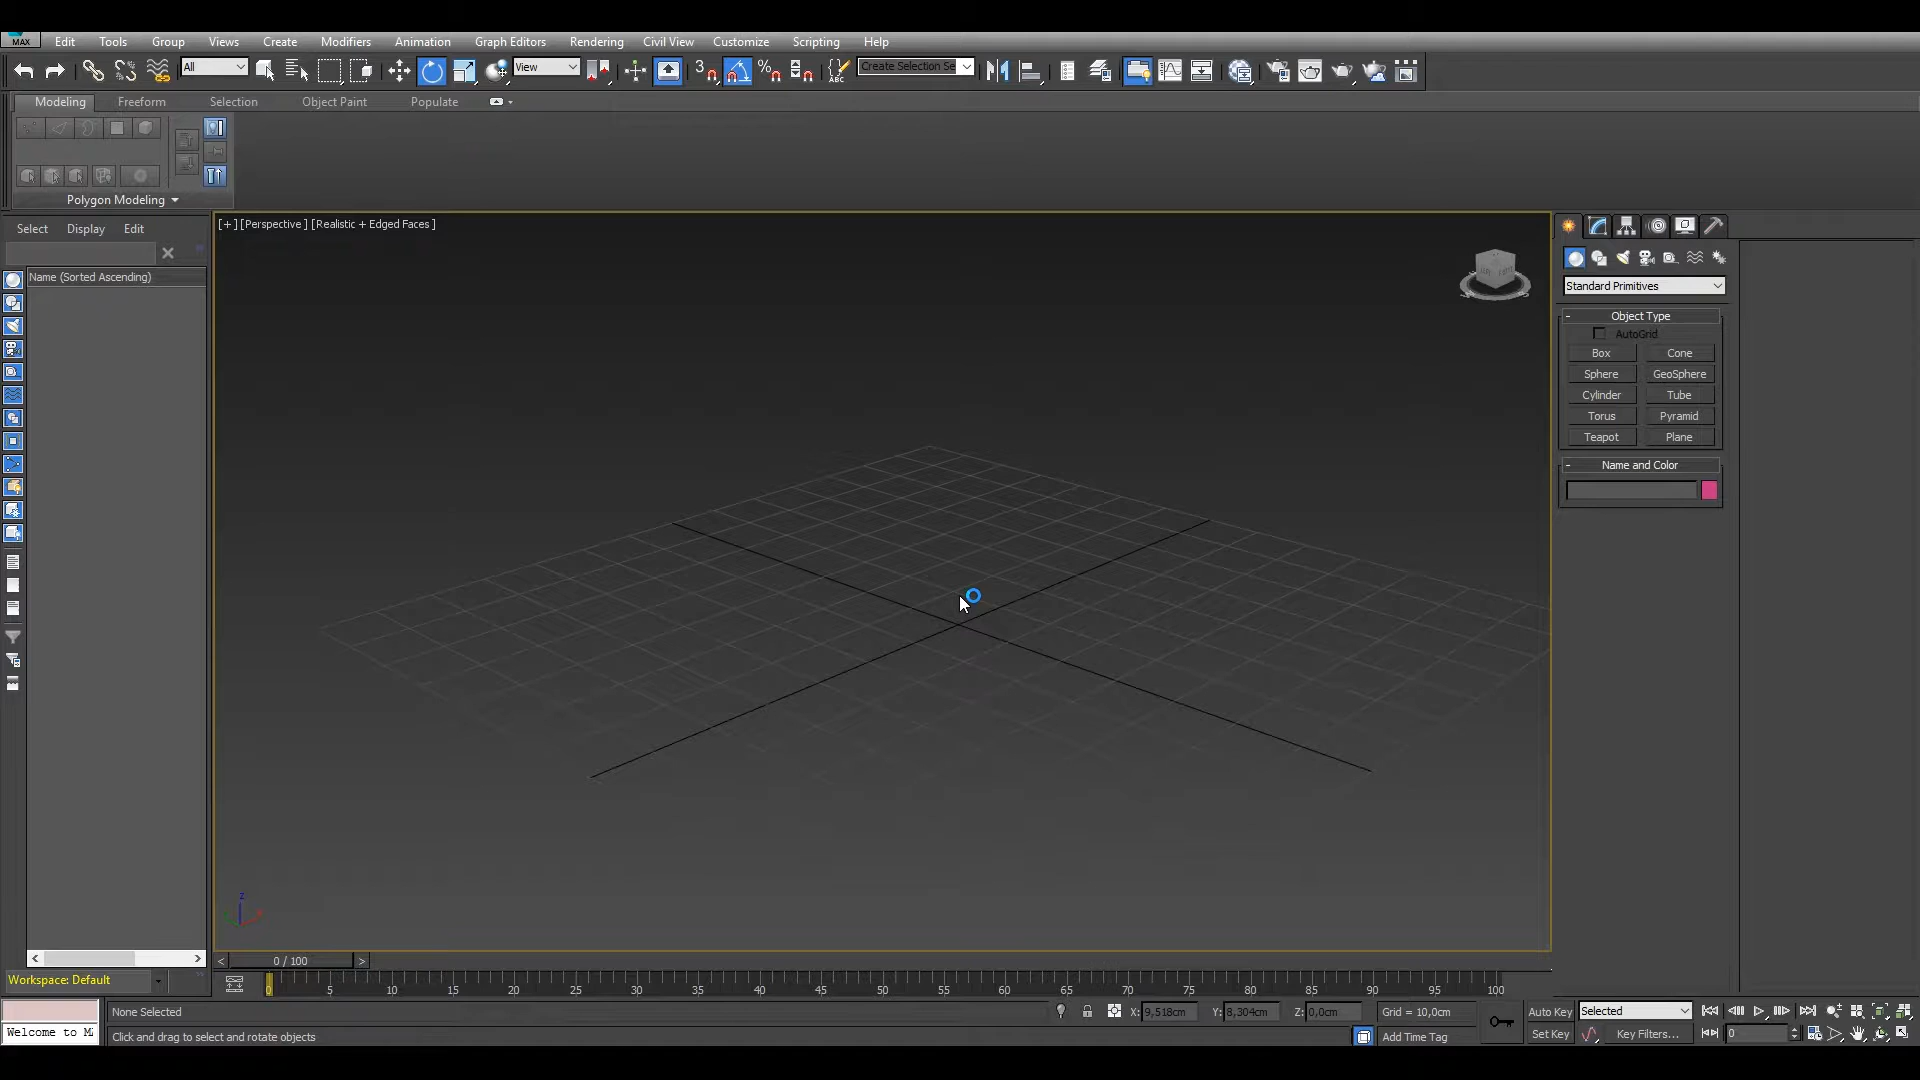 MAX
Edit Tools Group Views Create Modifiers Animation Graph Editors Rendering Civil View Customize Scripting Help
All View 3 % ABC Create Selection Se
Modeling Freeform Selection Object Paint Populate
Polygon Modeling
Select Display Edit
Name (Sorted Ascending)
[+] [Perspective ] [Realistic + Edged Faces ]
Standard Primitives
- Object Type
AutoGrid
Box Cone
Sphere GeoSphere
Cylinder Tube
Torus Pyramid
Teapot Plane
- Name and Color
z
< 0 / 100 >
Workspace: Default
0 5 10 15 20 25 30 35 40 45 50 55 60 65 70 75 80 85 90 95 100
None Selected X: 9,518cm Y: 8,304cm Z: 0,0cm Grid = 10,0cm Auto Key Selected
Welcome to M
Click and drag to select and rotate objects Add Time Tag Set Key Key Filters... 0